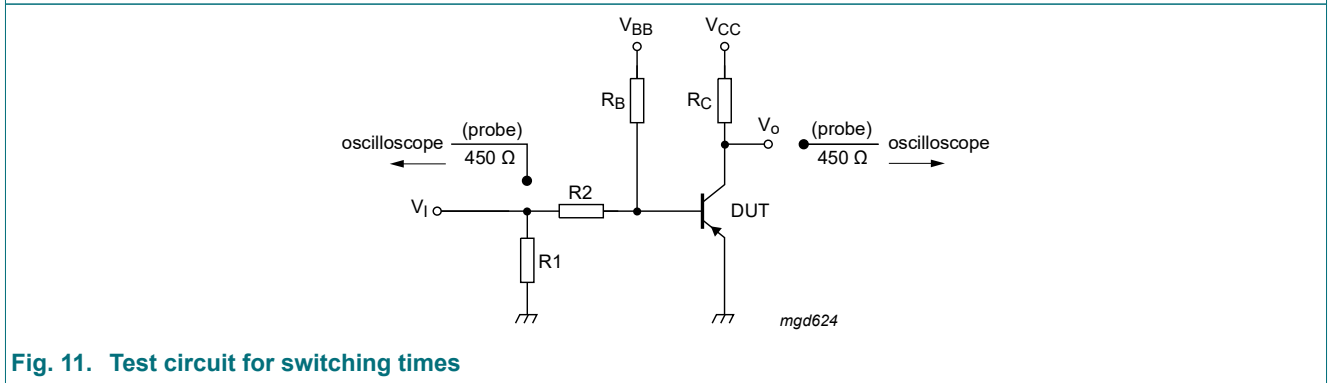 VBB VCC
RB RC
Vo
oscilloscope (probe) 450 Ω
(probe) 450 Ω oscilloscope
VI R2 DUT
R1
mgd624
Fig. 11. Test circuit for switching times